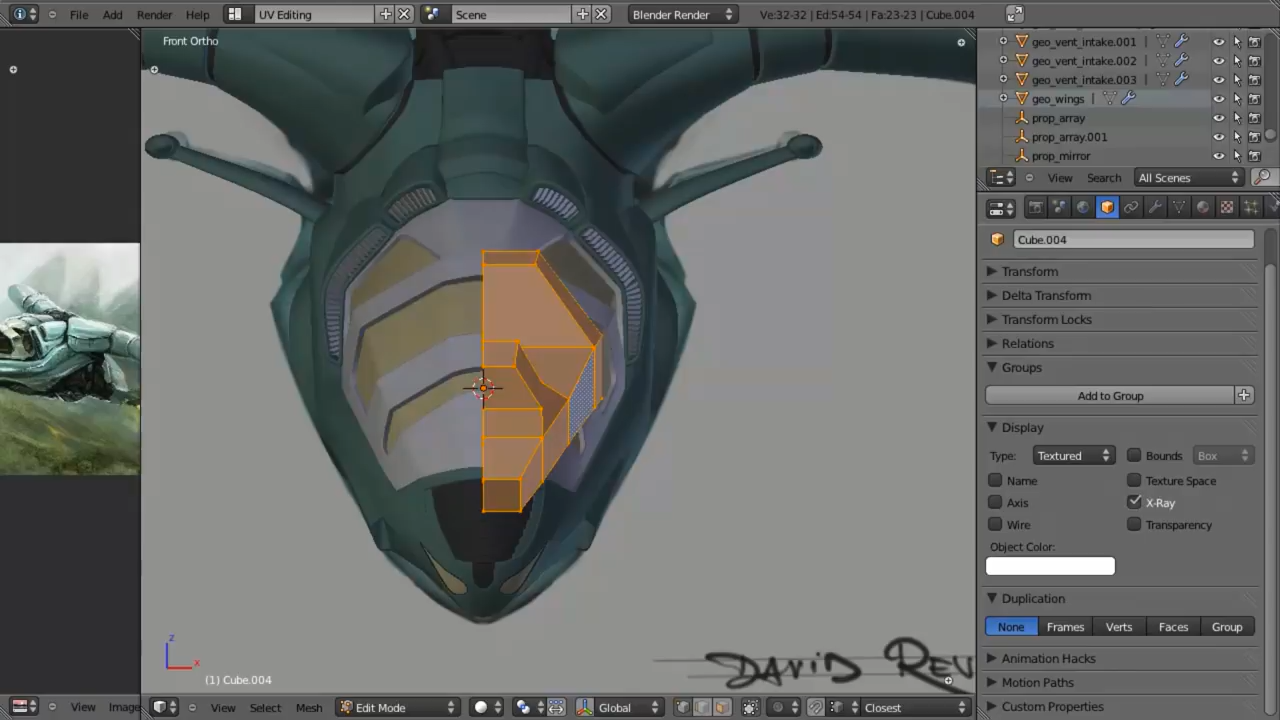 File Add Render Help UV Editing Scene Blender Render Ve:32-32 | Ed:54-54 | Fa:23-23 | Cube.004
Front Ortho
geo_vent_intake.001
geo_vent_intake.002
geo_vent_intake.003
geo_wings
prop_array
prop_array.001
prop_mirror
View Search All Scenes
Cube.004
Transform
Delta Transform
Transform Locks
Relations
Groups
Add to Group
Display
Type: Textured Bounds Box
Name Texture Space
Axis X-Ray
Wire Transparency
Object Color:
Duplication
None Frames Verts Faces Group
Animation Hacks
Motion Paths
Custom Properties
z
x
(1) Cube.004
DAViD REV
View Image View Select Mesh Edit Mode Global Closest